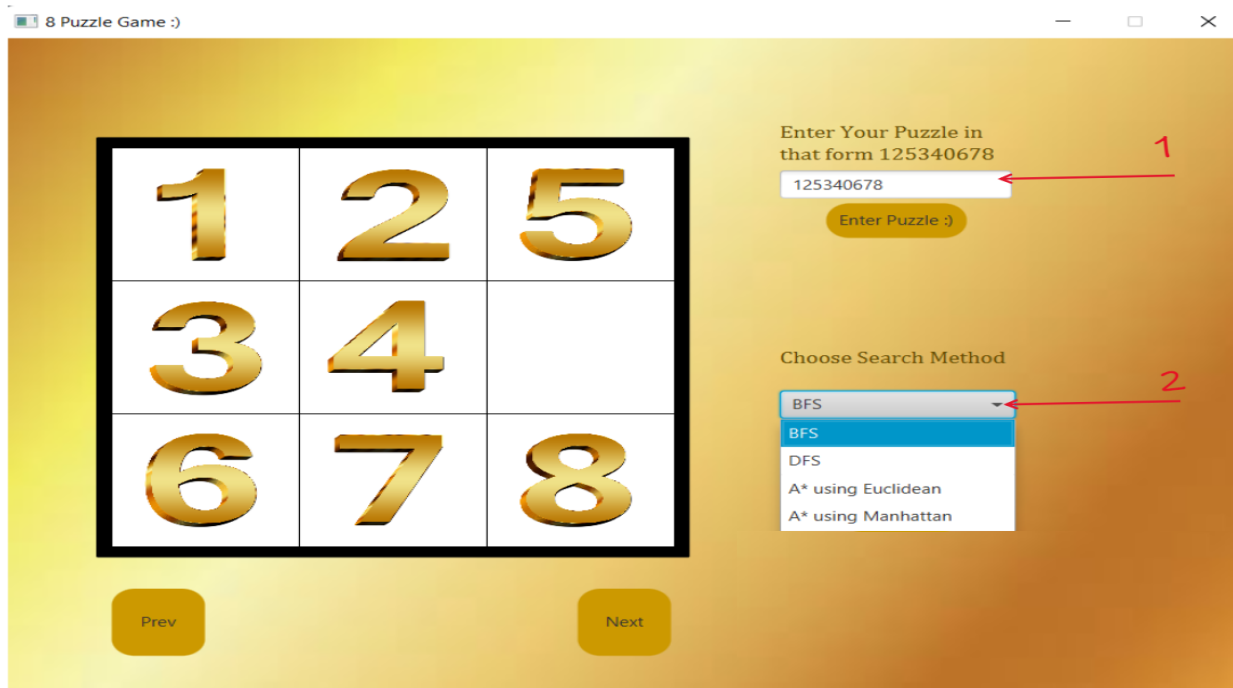 8 Puzzle Game :)
Enter Your Puzzle in
that form 125340678
1
125340678
Enter Puzzle :)
1 2 5
3 4
6 7 8
Choose Search Method
2
BFS
BFS
DFS
A* using Euclidean
A* using Manhattan
Prev
Next